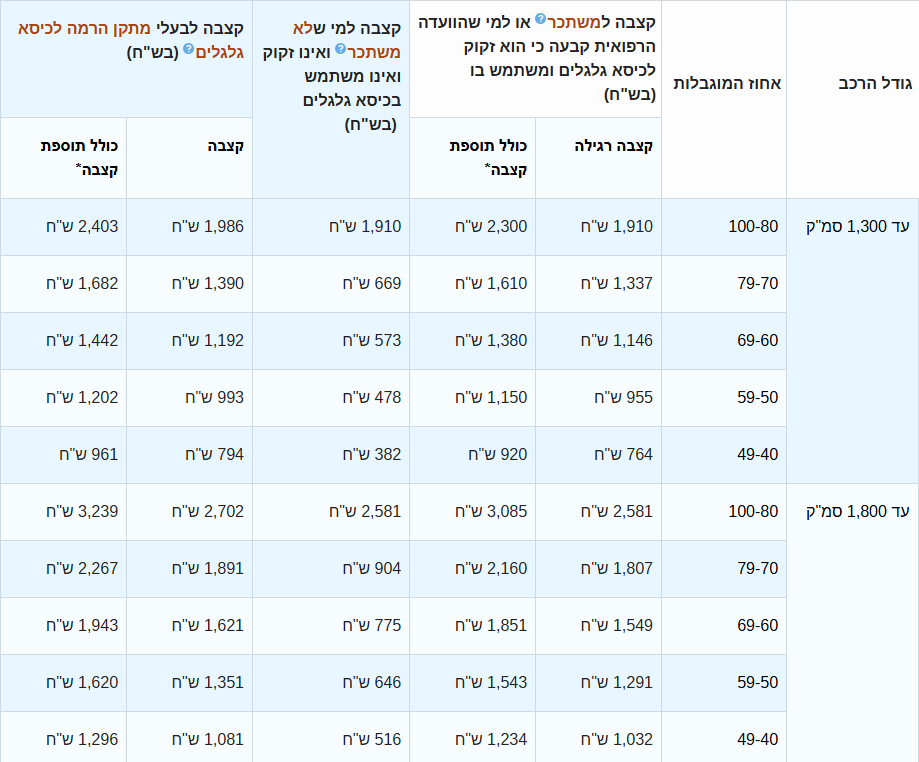 גודל הרכב
אחוז המוגבלות
קצבה למשתכר? או למי שהוועדה
הרפואית קבעה כי הוא זקוק
לכיסא גלגלים ומשתמש בו
(בש"ח)
קצבה למי שלא
משתכר? ואינו זקוק
ואינו משתמש
בכיסא גלגלים
(בש"ח)
קצבה לבעלי מתקן הרמה לכיסא
גלגלים? (בש"ח)
קצבה רגילה
כולל תוספת
קצבה*
קצבה
כולל תוספת
קצבה*
עד 1,300 סמ"ק 100-80 1,910 ש"ח 2,300 ש"ח 1,910 ש"ח 1,986 ש"ח 2,403 ש"ח
79-70 1,337 ש"ח 1,610 ש"ח 669 ש"ח 1,390 ש"ח 1,682 ש"ח
69-60 1,146 ש"ח 1,380 ש"ח 573 ש"ח 1,192 ש"ח 1,442 ש"ח
59-50 955 ש"ח 1,150 ש"ח 478 ש"ח 993 ש"ח 1,202 ש"ח
49-40 764 ש"ח 920 ש"ח 382 ש"ח 794 ש"ח 961 ש"ח
עד 1,800 סמ"ק 100-80 2,581 ש"ח 3,085 ש"ח 2,581 ש"ח 2,702 ש"ח 3,239 ש"ח
79-70 1,807 ש"ח 2,160 ש"ח 904 ש"ח 1,891 ש"ח 2,267 ש"ח
69-60 1,549 ש"ח 1,851 ש"ח 775 ש"ח 1,621 ש"ח 1,943 ש"ח
59-50 1,291 ש"ח 1,543 ש"ח 646 ש"ח 1,351 ש"ח 1,620 ש"ח
49-40 1,032 ש"ח 1,234 ש"ח 516 ש"ח 1,081 ש"ח 1,296 ש"ח